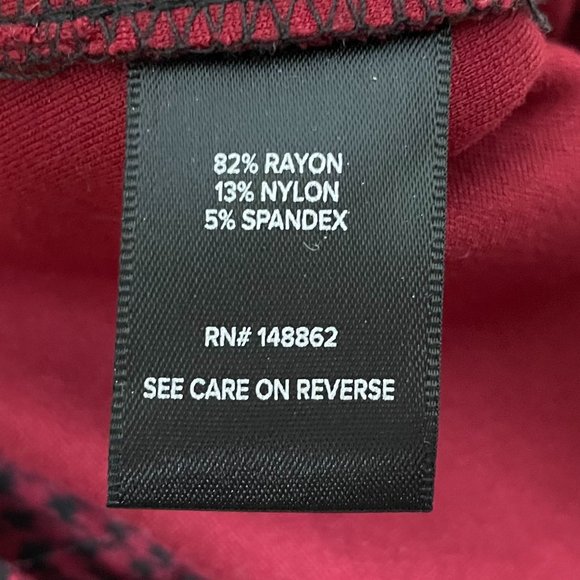 82% RAYON
13% NYLON
5% SPANDEX
RN# 148862
SEE CARE ON REVERSE